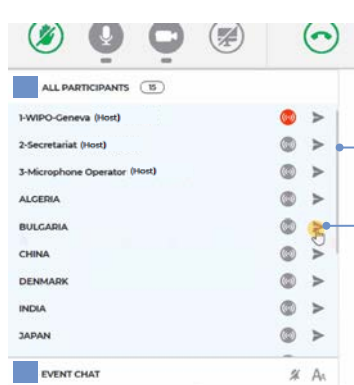 ALL PARTICIPANTS 15
1-WIPO-Geneva (Host)
2-Secretariat (Host)
3-Microphone Operator (Host)
ALGERIA
BULGARIA
CHINA
DENMARK
INDIA
JAPAN
EVENT CHAT AA